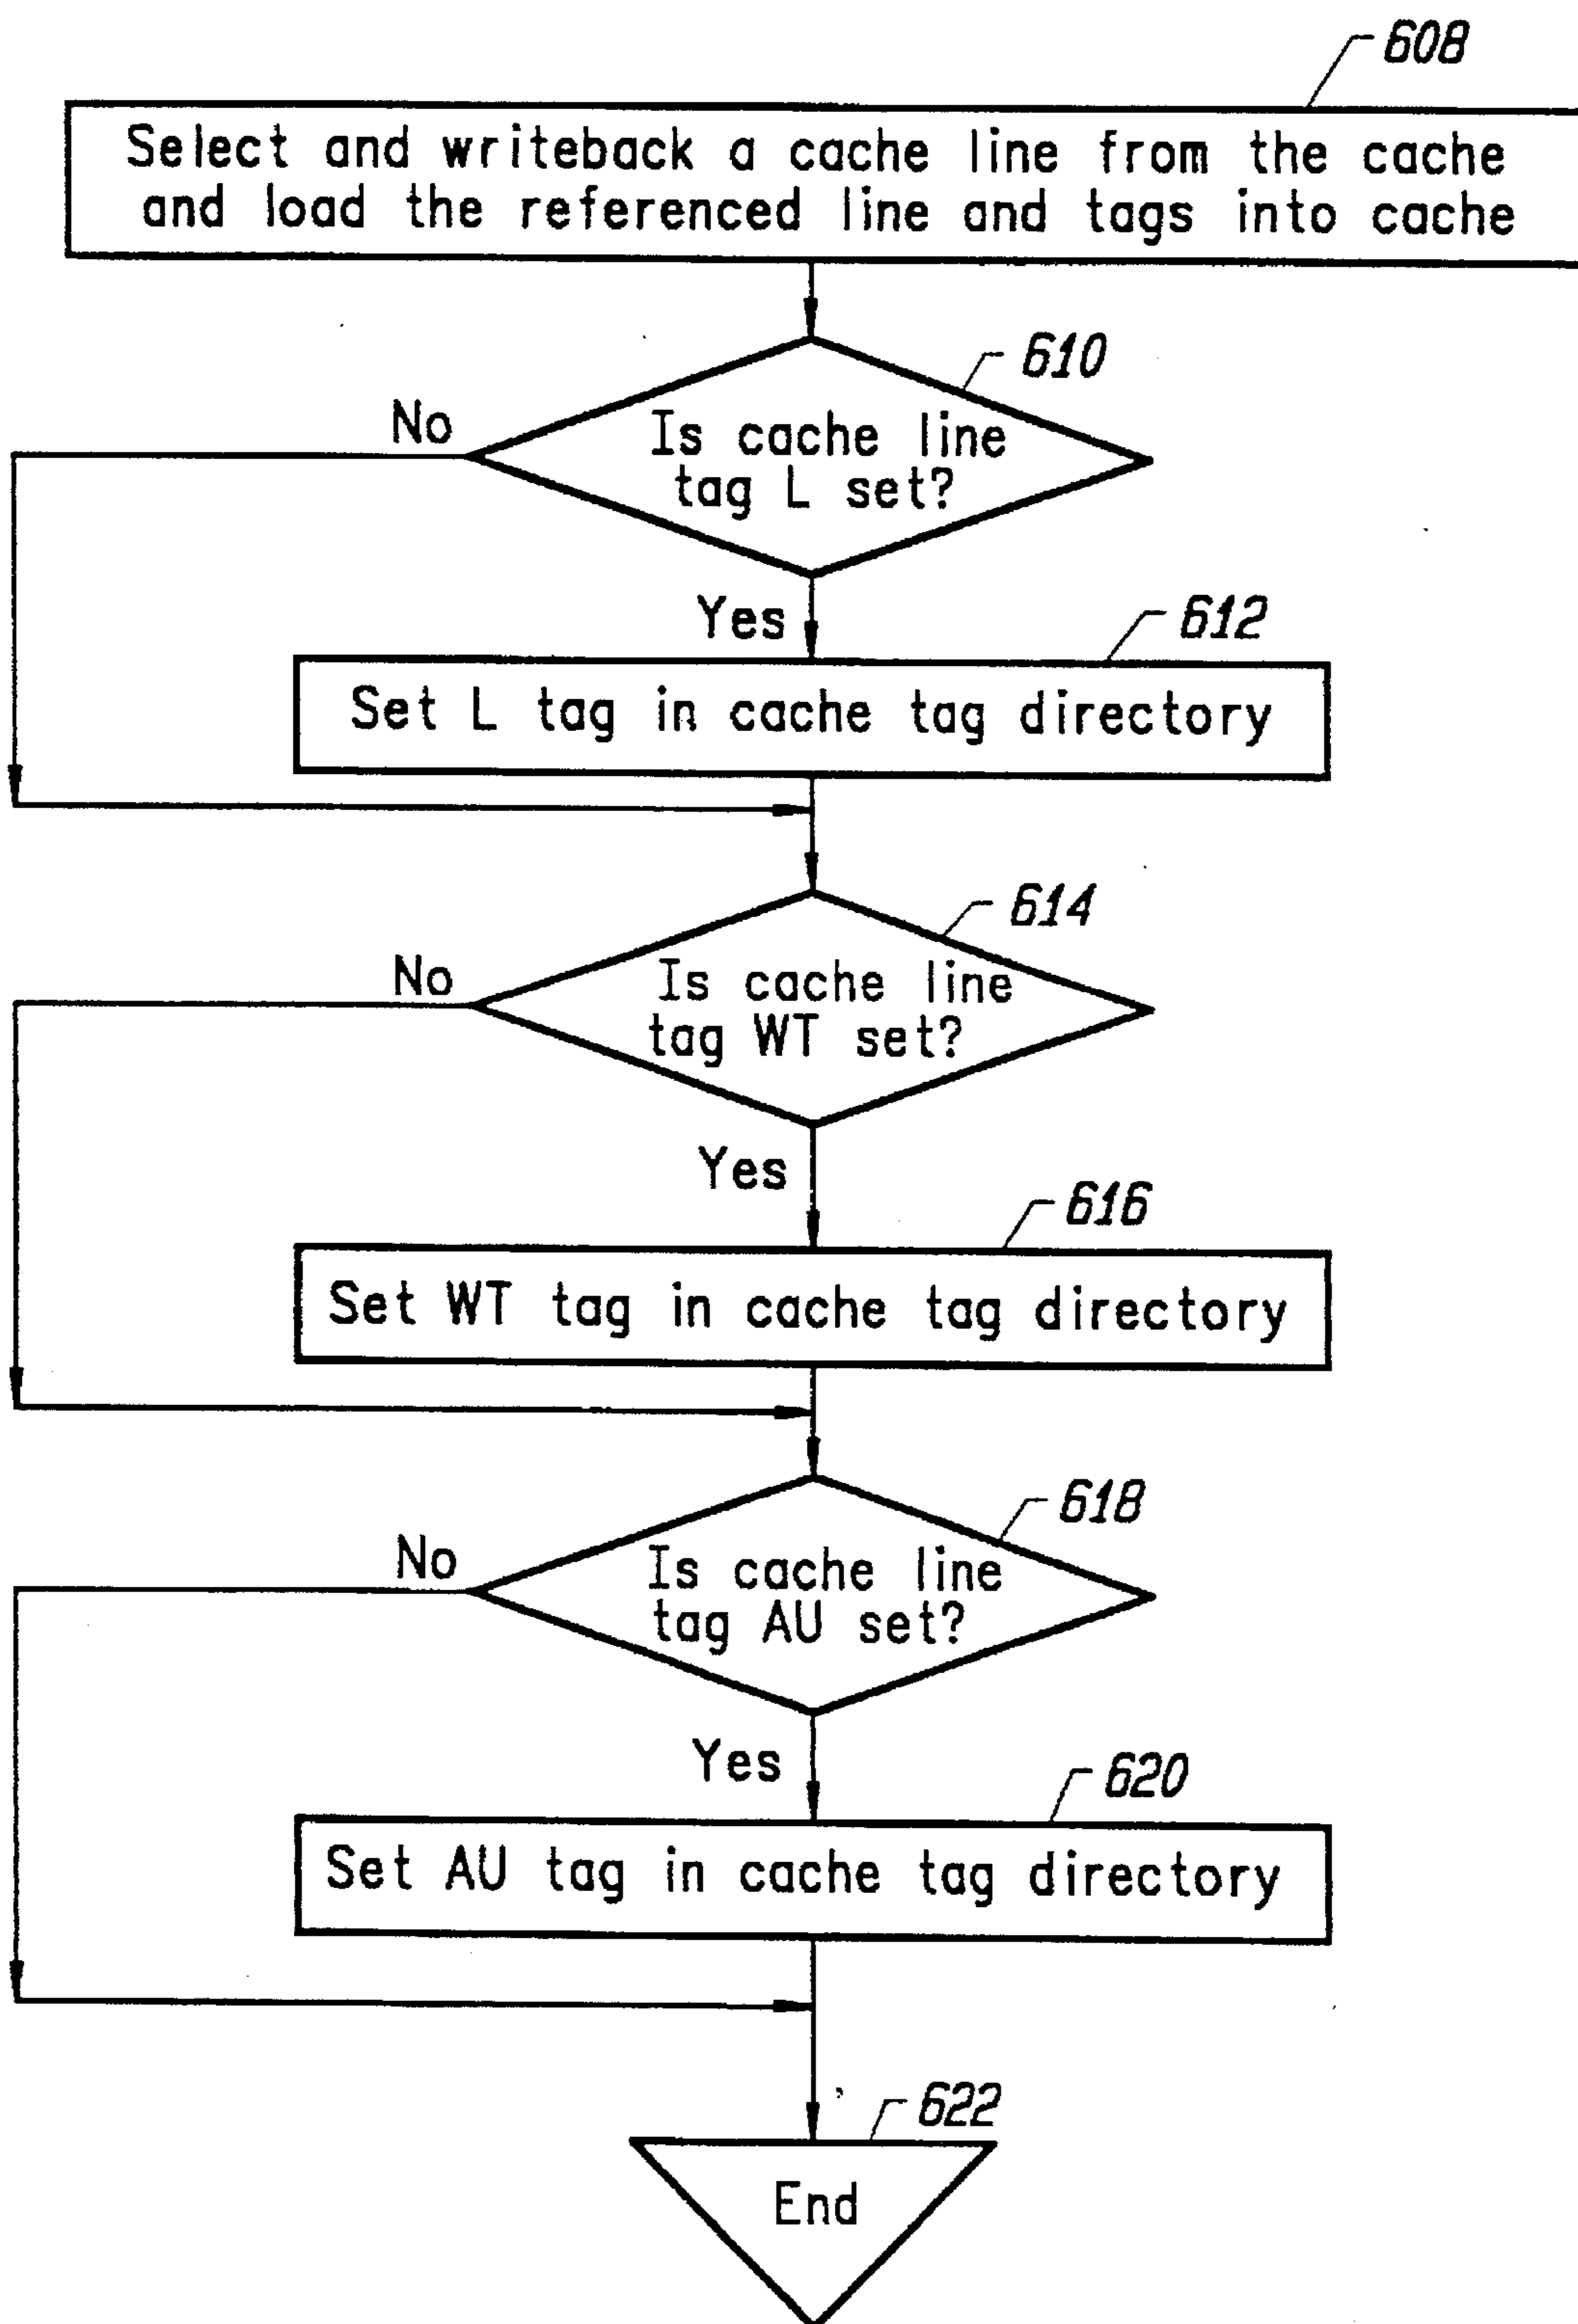 608
Select and writeback a cache line from the cache
and load the referenced line and tags into cache
610
No
Is cache line
tag L set?
Yes
612
Set L tag in cache tag directory
614
No
Is cache line
tag WT set?
Yes
616
Set WT tag in cache tag directory
618
No
Is cache line
tag AU set?
Yes
620
Set AU tag in cache tag directory
622
End